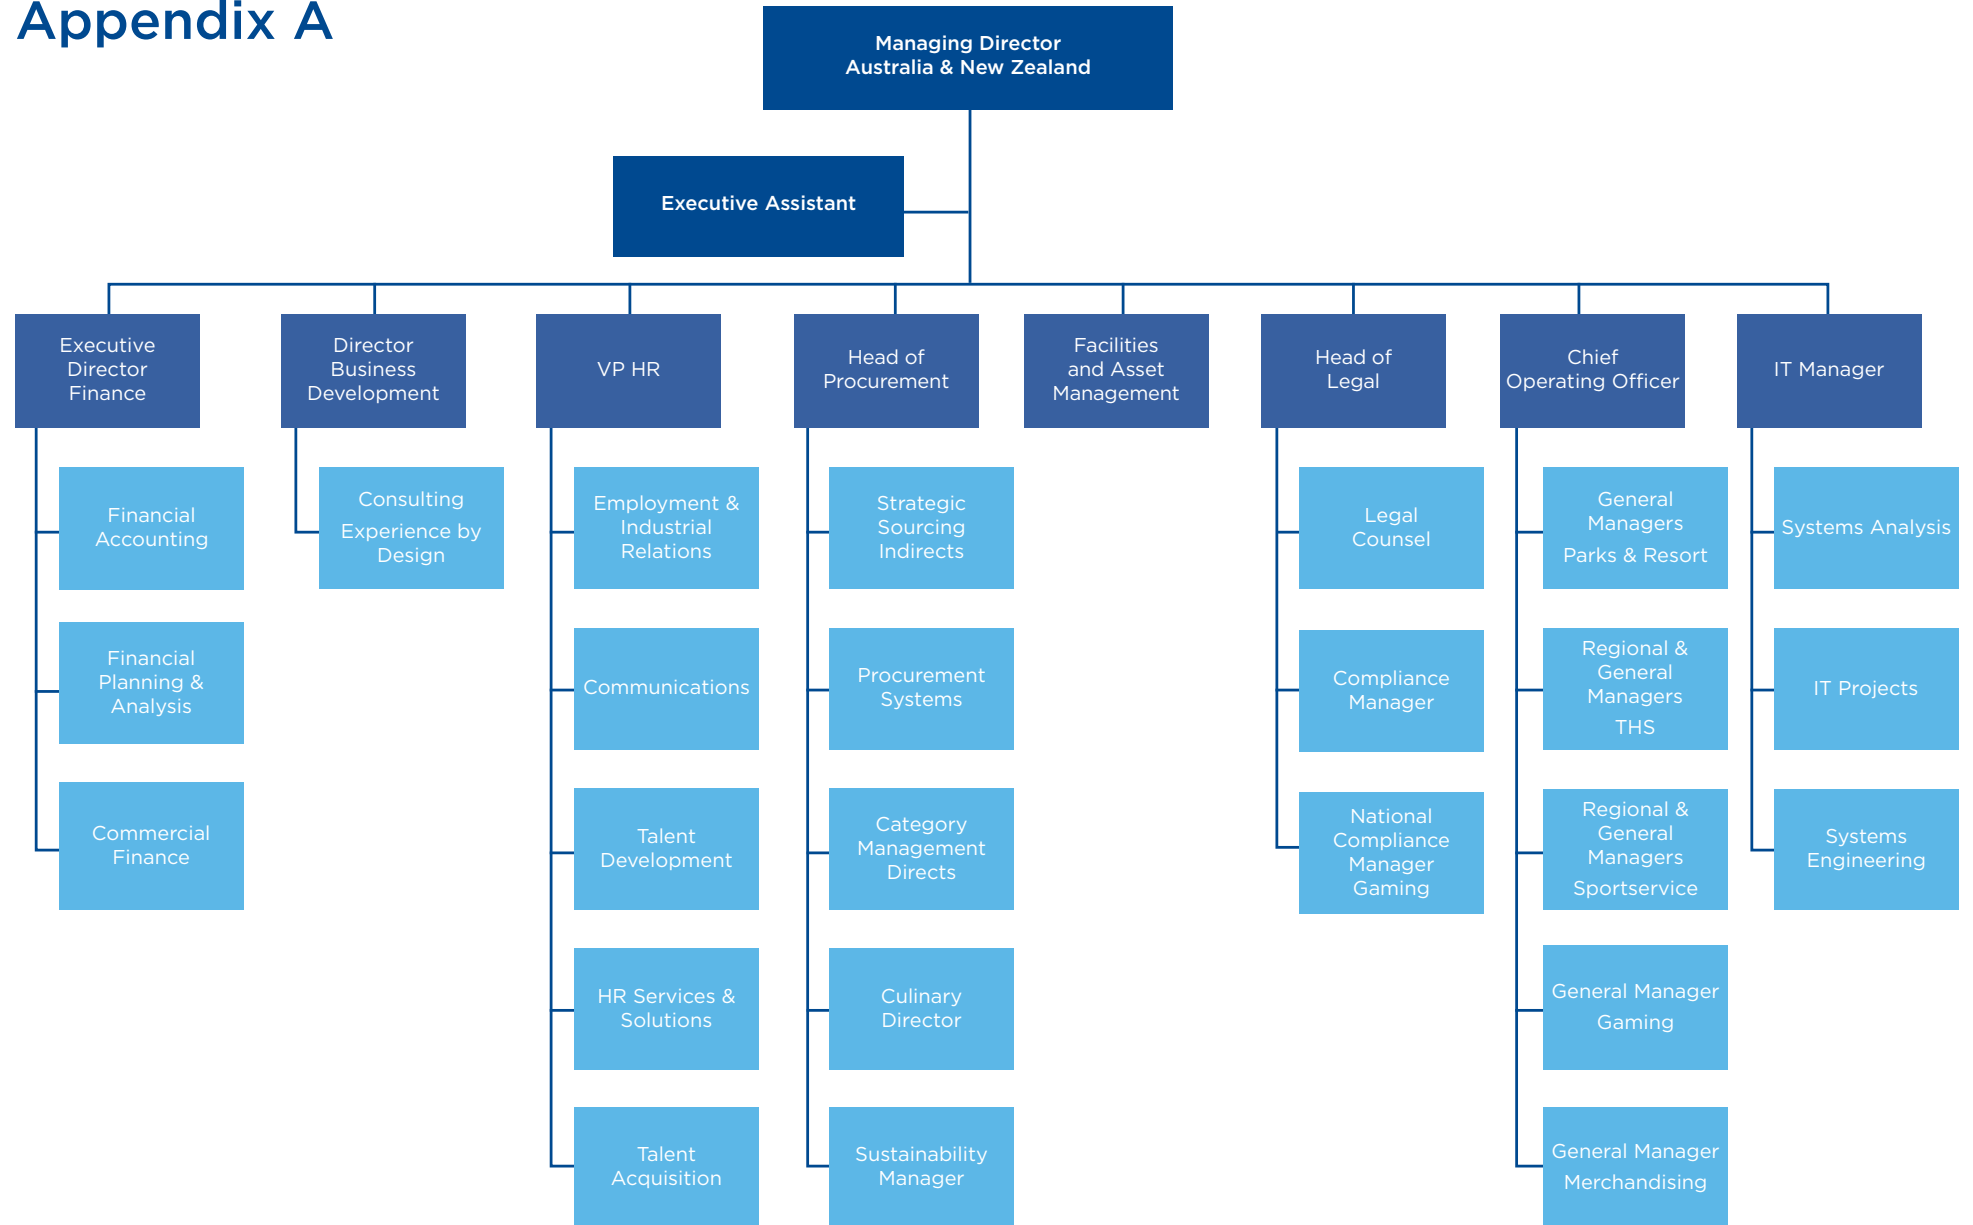 Appendix A
Managing Director
Australia & New Zealand
Executive Assistant
Executive
Director
Finance
Director
Business
Development
VP HR
Head of
Procurement
Facilities
and Asset
Management
Head of
Legal
Chief
Operating Officer
IT Manager
Financial
Accounting
Financial
Planning &
Analysis
Commercial
Finance
Consulting
Experience by
Design
Employment &
Industrial
Relations
Communications
Talent
Development
HR Services &
Solutions
Talent
Acquisition
Strategic
Sourcing
Indirects
Procurement
Systems
Category
Management
Directs
Culinary
Director
Sustainability
Manager
Legal
Counsel
Compliance
Manager
National
Compliance
Manager
Gaming
General
Managers
Parks & Resort
Regional &
General
Managers
THS
Regional &
General
Managers
Sportservice
General Manager
Gaming
General Manager
Merchandising
Systems Analysis
IT Projects
Systems
Engineering